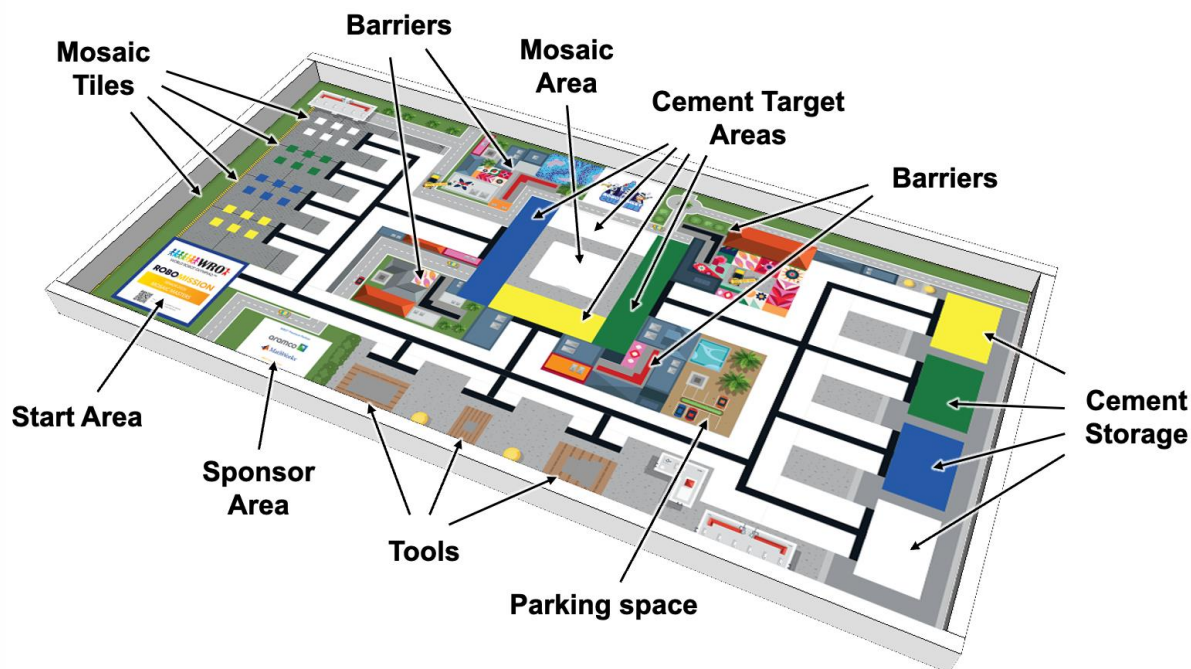 Barriers
Mosaic
Tiles
Mosaic
Area
Cement Target
Areas
Barriers
WRO
ROBOMISSION
aramco
MathWorks
Start Area
Sponsor
Area
Tools
Parking space
Cement
Storage